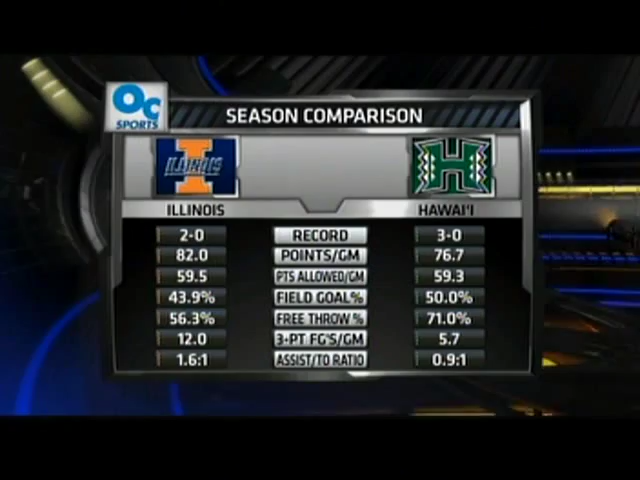 OC
SPORTS
SEASON COMPARISON
ILLINOIS
ILLINOIS HAWAI'I
2-0 RECORD 3-0
82.0 POINTS/GM 76.7
59.5 PTS ALLOWED/GM 59.3
43.9% FIELD GOAL% 50.0%
56.3% FREE THROW % 71.0%
12.0 3-PT FG'S/GM 5.7
1.6:1 ASSIST/TO RATIO 0.9:1